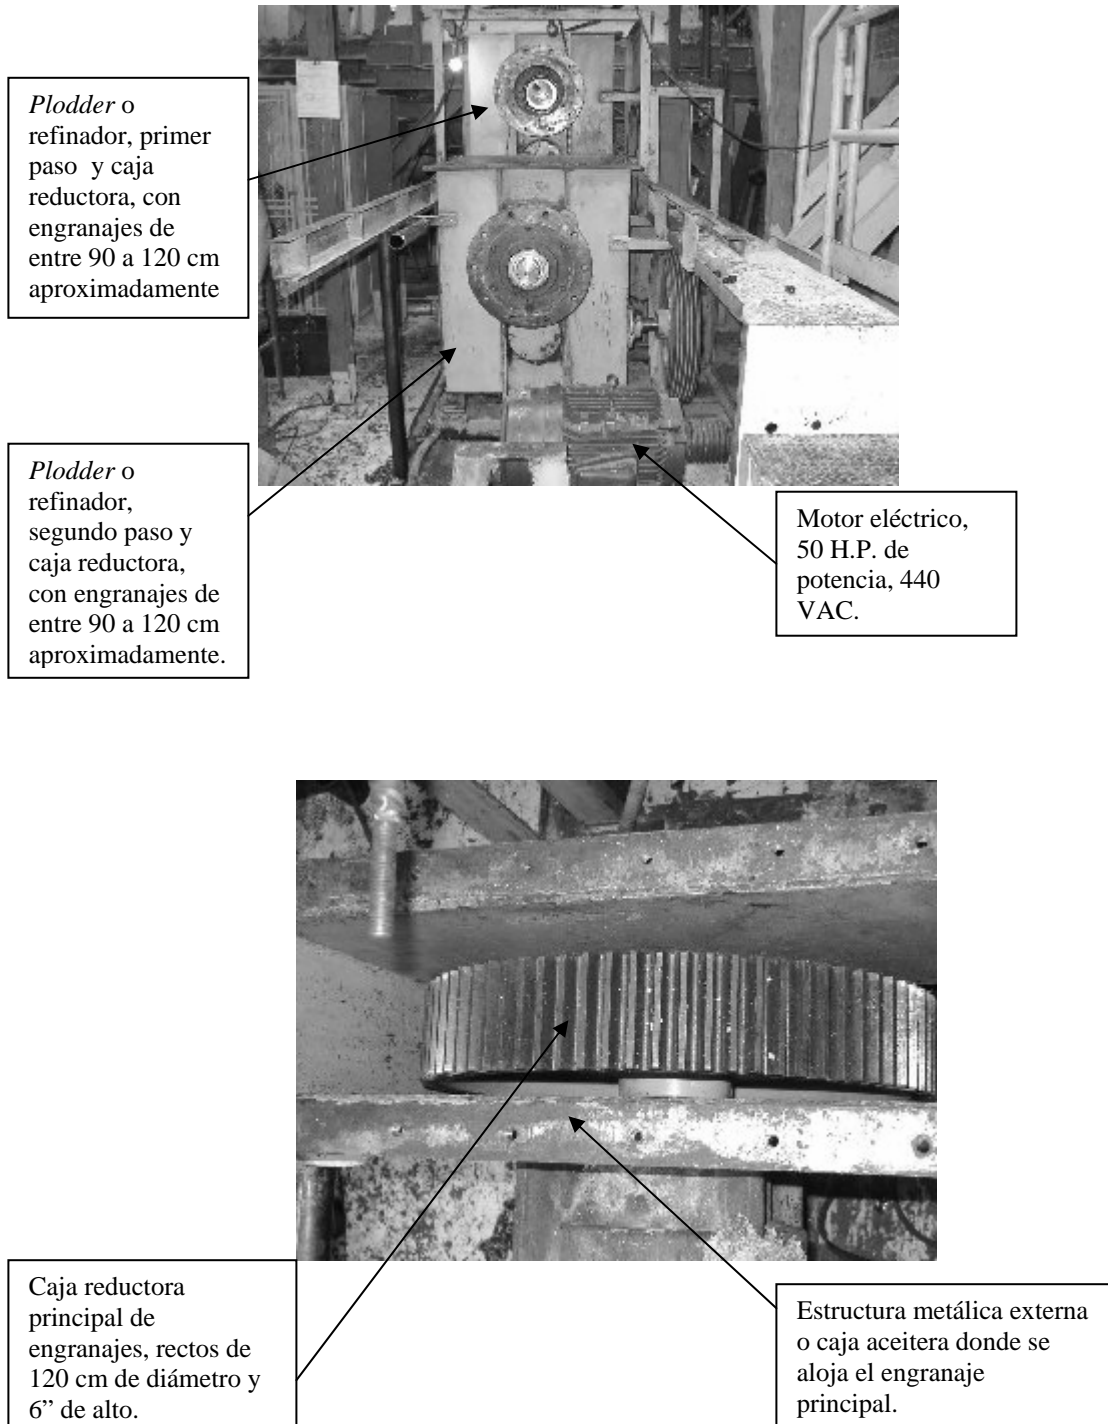 Plodder o
refinador, primer
paso y caja
reductora, con
engranajes de
entre 90 a 120 cm
aproximadamente
Plodder o
refinador,
segundo paso y
caja reductora,
con engranajes de
entre 90 a 120 cm
aproximadamente.
Motor eléctrico,
50 H.P. de
potencia, 440
VAC.
Caja reductora
principal de
engranajes, rectos de
120 cm de diámetro y
6” de alto.
Estructura metálica externa
o caja aceitera donde se
aloja el engranaje
principal.